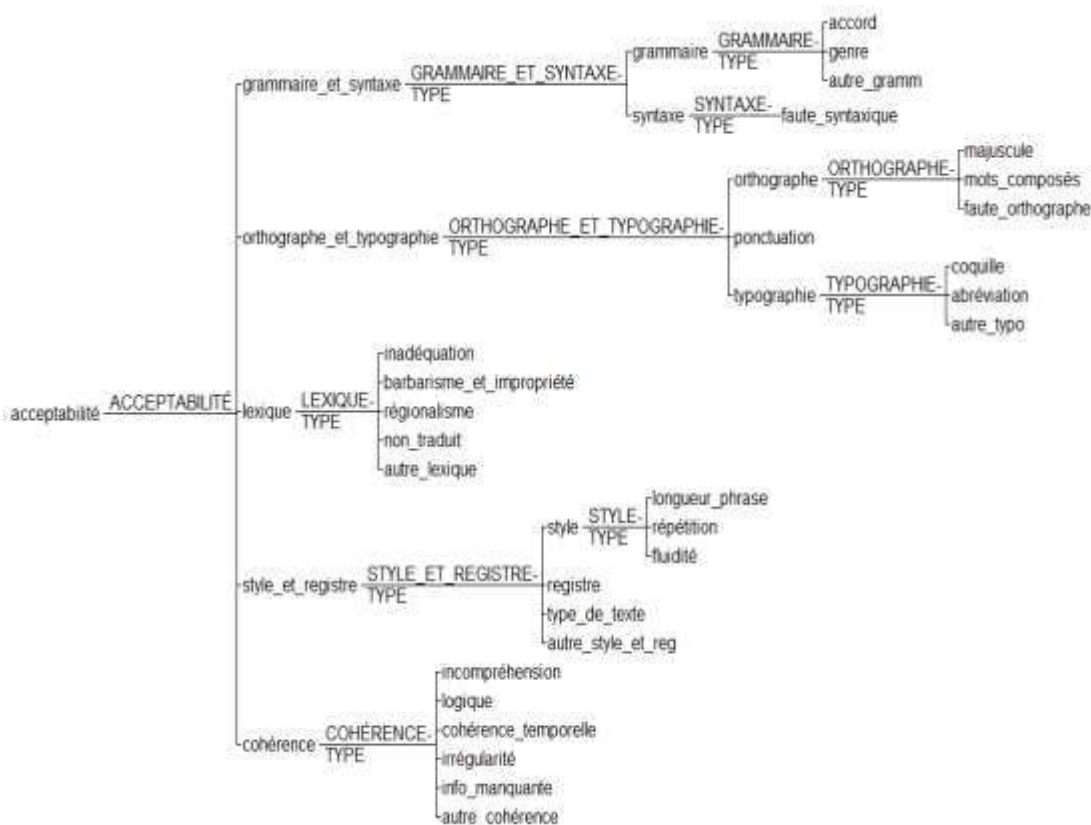 acceptabilité ACCEPTABILITÉ
grammaire_et_syntaxe GRAMMAIRE_ET_SYNTAXE-TYPE
grammaire GRAMMAIRE-TYPE
accord
genre
autre_gramm
syntaxe SYNTAXE-TYPE faute_syntaxique
orthographe_et_typographie ORTHOGRAPHE_ET_TYPOGRAPHIE-TYPE
orthographe ORTHOGRAPHE-TYPE
majuscule
mots_composés
faute_orthographe
ponctuation
typographie TYPOGRAPHIE-TYPE
coquille
abréviation
autre_typo
lexique LEXIQUE-TYPE
inadéquation
barbarisme_et_impropriété
régionalisme
non_traduit
autre_lexique
style_et_registre STYLE_ET_REGISTRE-TYPE
style STYLE-TYPE
longueur_phrase
répétition
fluidité
registre
type_de_texte
autre_style_et_reg
cohérence COHÉRENCE-TYPE
incompréhension
logique
cohérence_temporelle
irrégularité
info_manquante
autre_cohérence